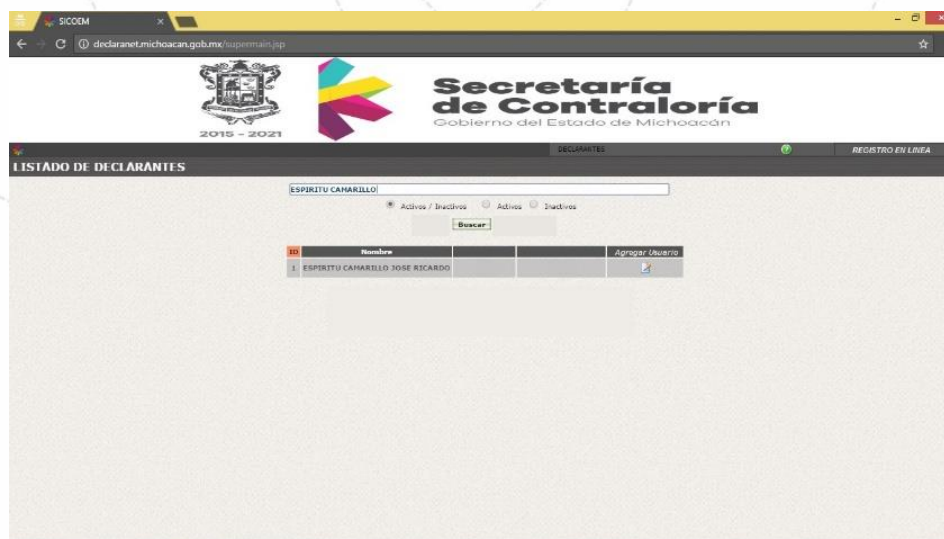 SICOEM
declaranet.michoacan.gob.mx/supermain.jsp
2015 - 2021
Secretaría
de Contraloría
Gobierno del Estado de Michoacán
DECLARANTES
REGISTRO EN LINEA
LISTADO DE DECLARANTES
ESPIRITU CAMARILLO
Activos / Inactivos Activos Inactivos
Buscar
ID Nombre Agregar Usuario
1 ESPIRITU CAMARILLO JOSE RICARDO